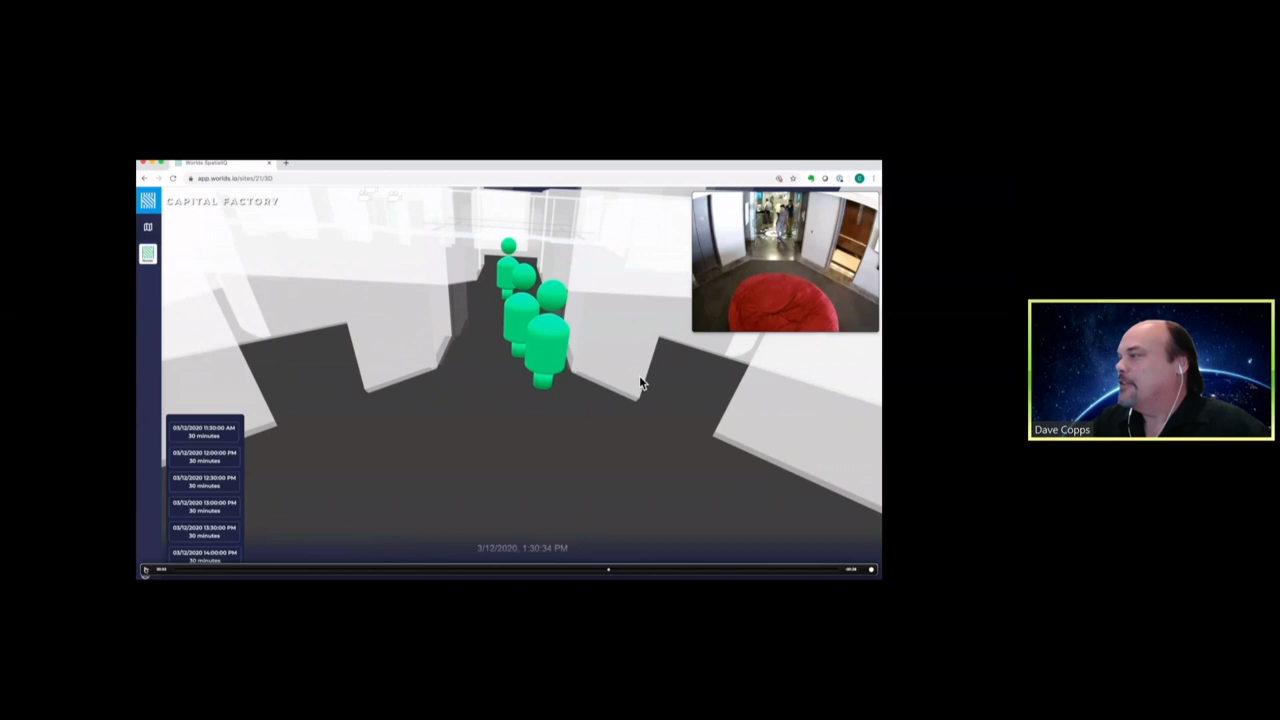 Worlds SpatialIQ
app.worlds.io/sites/21/3D
CAPITAL FACTORY
03/12/2020 11:30:00 AM
30 minutes
03/12/2020 12:00:00 PM
30 minutes
03/12/2020 12:30:00 PM
30 minutes
03/12/2020 13:00:00 PM
30 minutes
03/12/2020 13:30:00 PM
30 minutes
03/12/2020 14:00:00 PM
30 minutes
3/12/2020, 1:30:34 PM
Dave Copps